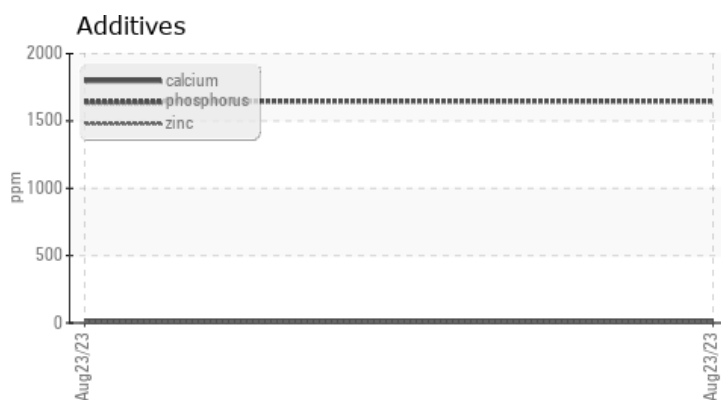 Additives
2000
calcium
phosphorus
1500
zinc
ppm
1000
500
0
Aug23/23
Aug23/23